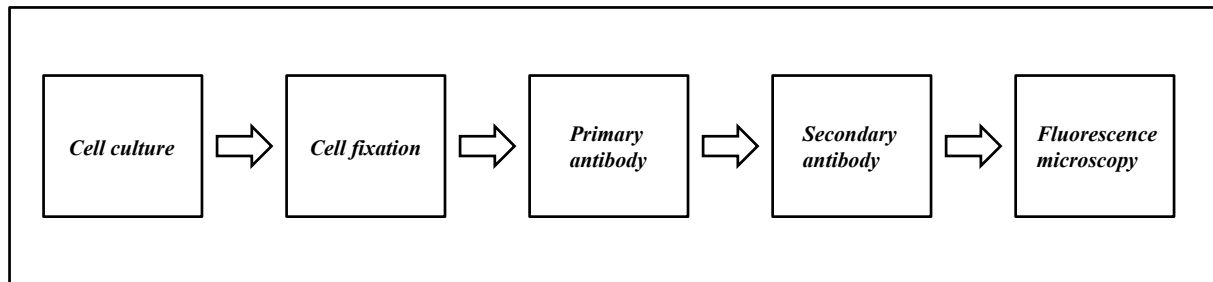 Cell culture
Cell fixation
Primary
antibody
Secondary
antibody
Fluorescence
microscopy